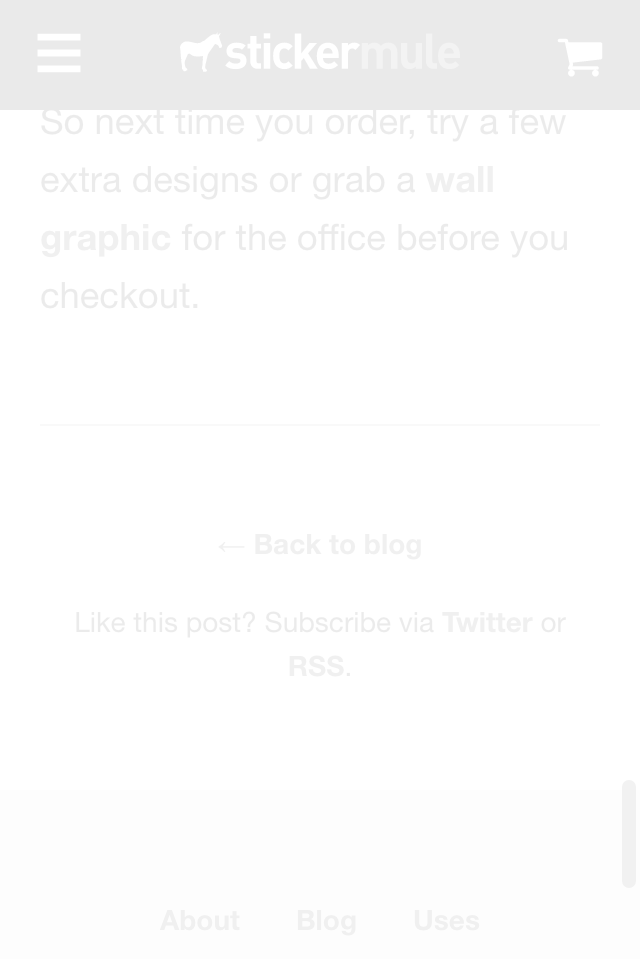 stickermule
So next time you order, try a few
extra designs or grab a wall
graphic for the office before you
checkout.
← Back to blog
Like this post? Subscribe via Twitter or
RSS.
About Blog Uses